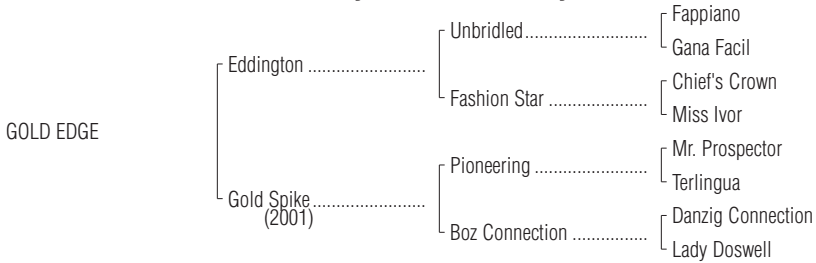 Fappiano
Unbridled
Gana Facil
Eddington
Chief's Crown
Fashion Star
Miss Ivor
GOLD EDGE
Mr. Prospector
Pioneering
Terlingua
Gold Spike
(2001)
Danzig Connection
Boz Connection
Lady Doswell